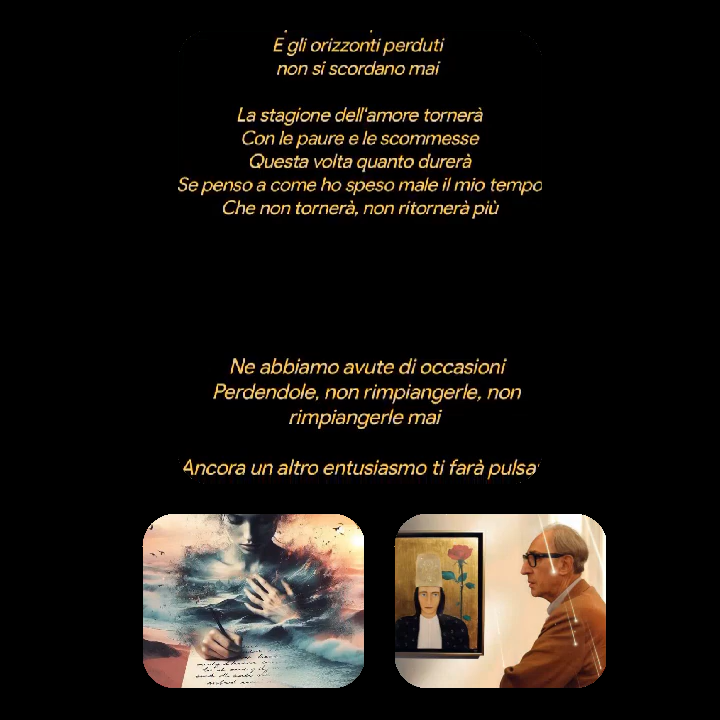 E gli orizzonti perduti
non si scordano mai
La stagione dell'amore tornerà
Con le paure e le scommesse
Questa volta quanto durerà
Se penso a come ho speso male il mio tempo
Che non tornerà, non ritornerà più
Ne abbiamo avute di occasioni
Perdendole, non rimpiangerle, non
rimpiangerle mai
Ancora un altro entusiasmo ti farà